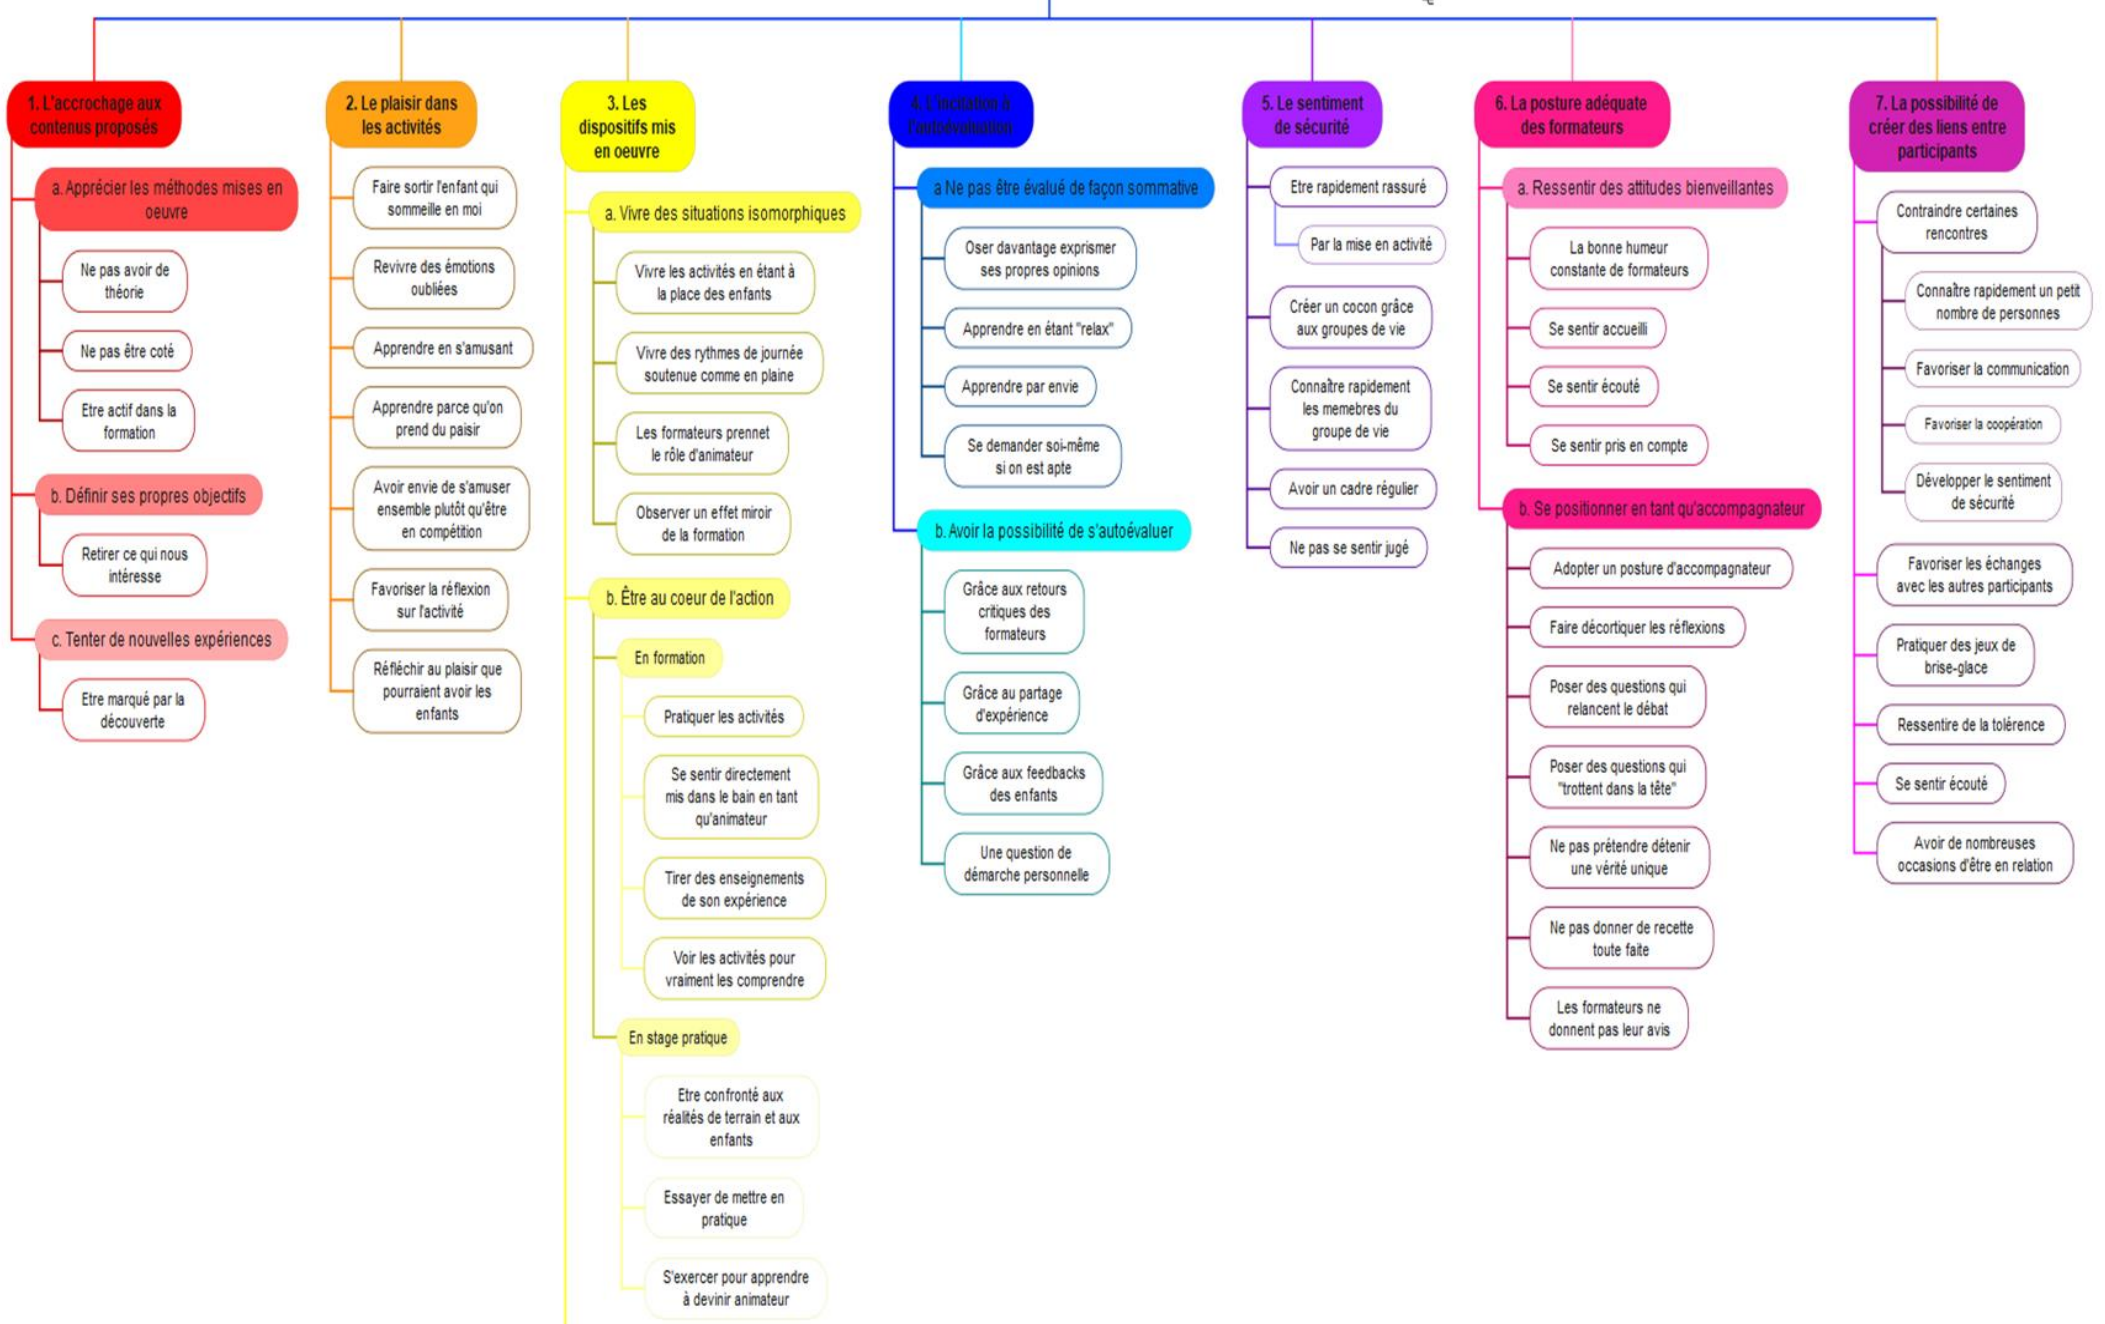 1. L'accrochage aux
contenus proposés
a. Apprécier les méthodes mises en
oeuvre
Ne pas avoir de
théorie
Ne pas être coté
Etre actif dans la
formation
b. Définir ses propres objectifs
Retirer ce qui nous
intéresse
c. Tenter de nouvelles expériences
Etre marqué par la
découverte
2. Le plaisir dans
les activités
Faire sortir l'enfant qui
sommeille en moi
Revivre des émotions
oubliées
Apprendre en s'amusant
Apprendre parce qu'on
prend du paisir
Avoir envie de s'amuser
ensemble plutôt qu'être
en compétition
Favoriser la réflexion
sur l'activité
Réfléchir au plaisir que
pourraient avoir les
enfants
3. Les
dispositifs mis
en oeuvre
a. Vivre des situations isomorphiques
Vivre les activités en étant à
la place des enfants
Vivre des rythmes de journée
soutenue comme en plaine
Les formateurs prennet
le rôle d'animateur
Observer un effet miroir
de la formation
b. Être au coeur de l'action
En formation
Pratiquer les activités
Se sentir directement
mis dans le bain en tant
qu'animateur
Tirer des enseignements
de son expérience
Voir les activités pour
vraiment les comprendre
En stage pratique
Etre confronté aux
réalités de terrain et aux
enfants
Essayer de mettre en
pratique
S'exercer pour apprendre
à devinir animateur
4. L'incitation à
l'autoévaluation
a Ne pas être évalué de façon sommative
Oser davantage exprismer
ses propres opinions
Apprendre en étant "relax"
Apprendre par envie
Se demander soi-même
si on est apte
b. Avoir la possibilité de s'autoévaluer
Grâce aux retours
critiques des
formateurs
Grâce au partage
d'expérience
Grâce aux feedbacks
des enfants
Une question de
démarche personnelle
5. Le sentiment
de sécurité
Etre rapidement rassuré
Par la mise en activité
Créer un cocon grâce
aux groupes de vie
Connaître rapidement
les memebres du
groupe de vie
Avoir un cadre régulier
Ne pas se sentir jugé
6. La posture adéquate
des formateurs
a. Ressentir des attitudes bienveillantes
La bonne humeur
constante de formateurs
Se sentir accueilli
Se sentir écouté
Se sentir pris en compte
b. Se positionner en tant qu'accompagnateur
Adopter un posture d'accompagnateur
Faire décortiquer les réflexions
Poser des questions qui
relancent le débat
Poser des questions qui
"trottent dans la tête"
Ne pas prétendre détenir
une vérité unique
Ne pas donner de recette
toute faite
Les formateurs ne
donnent pas leur avis
7. La possibilité de
créer des liens entre
participants
Contraindre certaines
rencontres
Connaître rapidement un petit
nombre de personnes
Favoriser la communication
Favoriser la coopération
Développer le sentiment
de sécurité
Favoriser les échanges
avec les autres participants
Pratiquer des jeux de
brise-glace
Ressentire de la tolérence
Se sentir écouté
Avoir de nombreuses
occasions d'être en relation